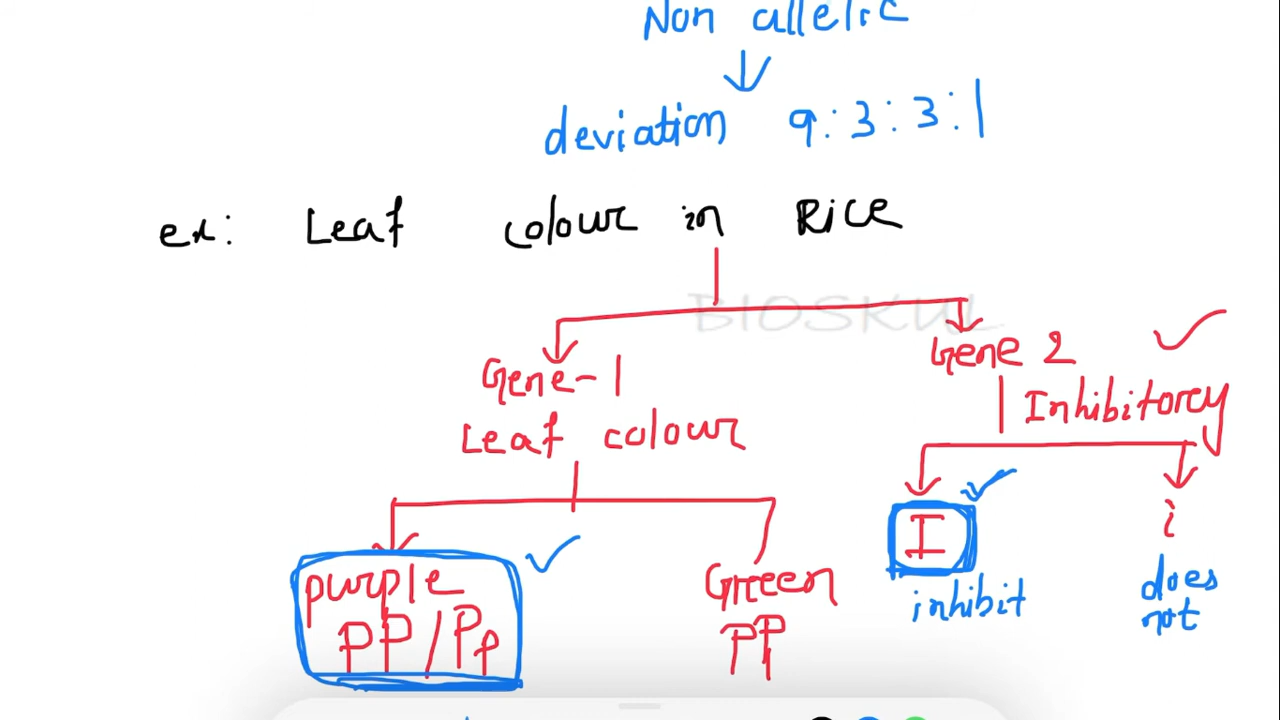 Non allelic
deviation 9:3:3:1
ex: Leaf colour in Rice
BIOSKUL
Gene-1
Leaf colour
Gene 2
Inhibitory
purple
PP/Pp
Green
pp
I
inhibit
i
does
not